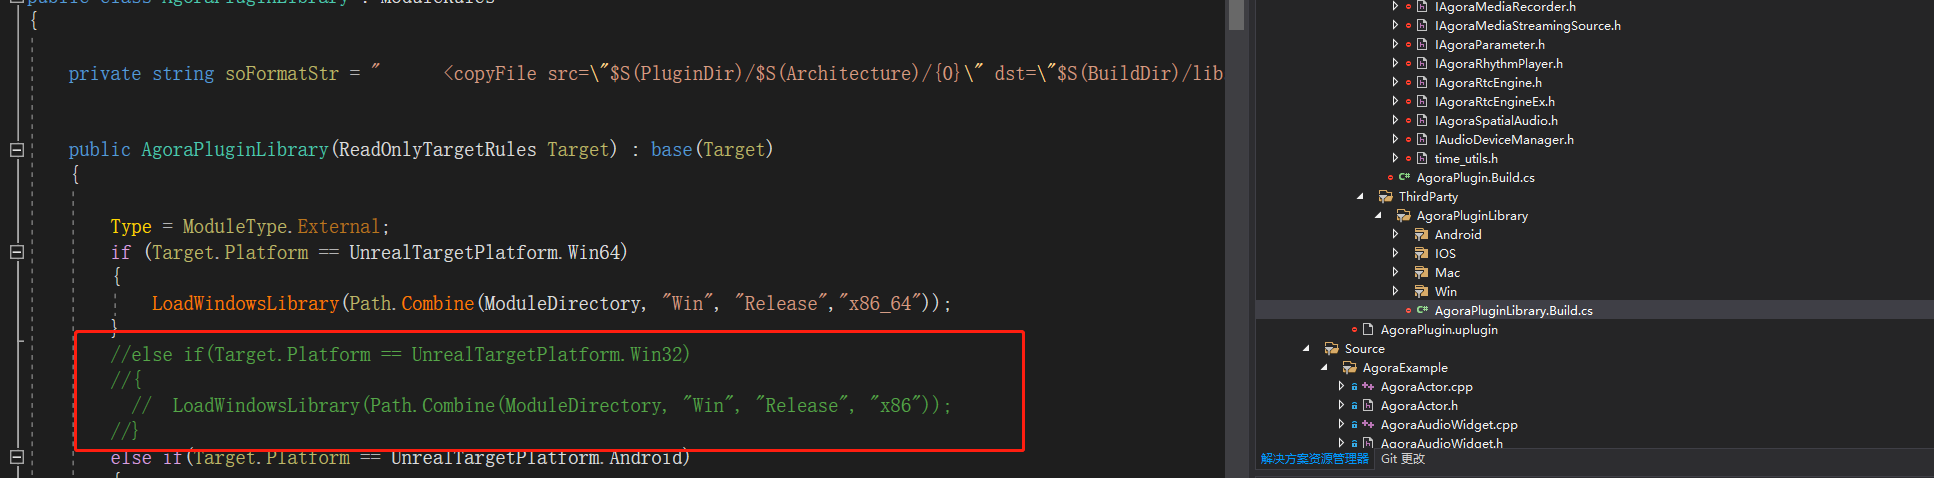 public class AgoraPluginLibrary : ModuleRules
{
private string soFormatStr = "      <copyFile src=\"$S(PluginDir)/$S(Architecture)/{0}\" dst=\"$S(BuildDir)/lib
public AgoraPluginLibrary(ReadOnlyTargetRules Target) : base(Target)
{
Type = ModuleType.External;
if (Target.Platform == UnrealTargetPlatform.Win64)
{
LoadWindowsLibrary(Path.Combine(ModuleDirectory, "Win", "Release","x86_64"));
}
//else if(Target.Platform == UnrealTargetPlatform.Win32)
//{
//  LoadWindowsLibrary(Path.Combine(ModuleDirectory, "Win", "Release", "x86"));
//}
else if(Target.Platform == UnrealTargetPlatform.Android)
{
IAgoraMediaRecorder.h
IAgoraMediaStreamingSource.h
IAgoraParameter.h
IAgoraRhythmPlayer.h
IAgoraRtcEngine.h
IAgoraRtcEngineEx.h
IAgoraSpatialAudio.h
IAudioDeviceManager.h
time_utils.h
C# AgoraPlugin.Build.cs
ThirdParty
AgoraPluginLibrary
Android
IOS
Mac
Win
C# AgoraPluginLibrary.Build.cs
AgoraPlugin.uplugin
Source
AgoraExample
AgoraActor.cpp
AgoraActor.h
AgoraAudioWidget.cpp
AgoraAudioWidget.h
解决方案资源管理器 Git 更改